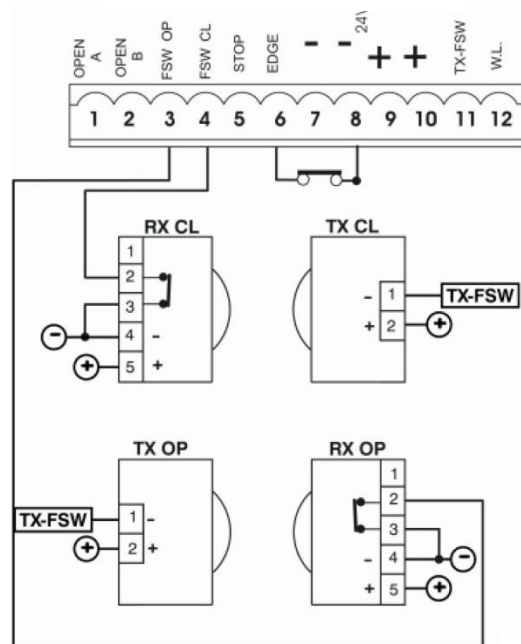 OPEN A
OPEN B
FSW OP
FSW CL
STOP
EDGE
-
-
24V
+
+
TX-FSW
W.L.
1 2 3 4 5 6 7 8 9 10 11 12
RX CL
1
2
3
4 -
5 +
-
+
TX CL
- 1 TX-FSW
+ 2 +
TX OP
TX-FSW 1 -
+ 2 +
RX OP
1
2
3
- 4 -
+ 5 +